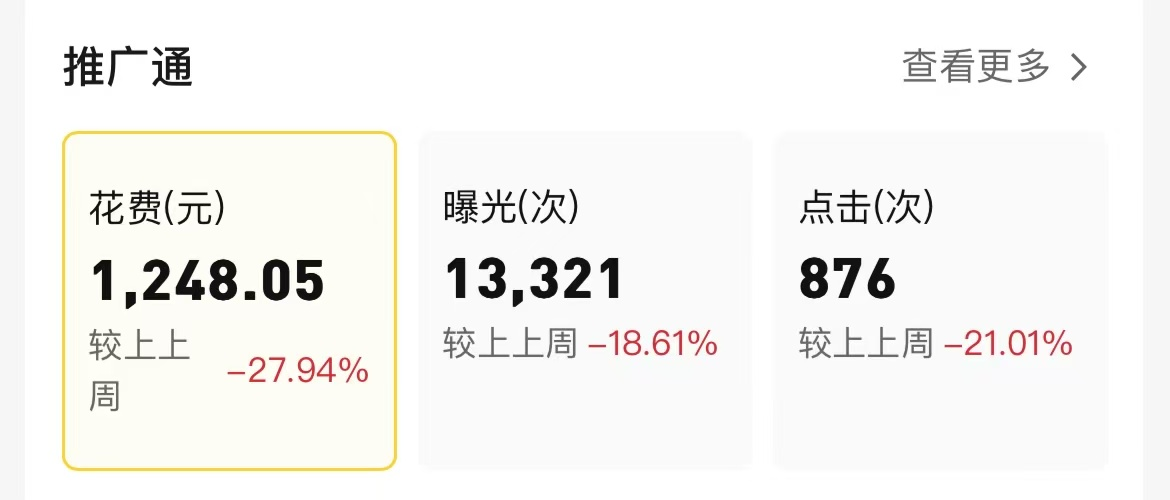 推广通 查看更多 >
花费(元) 曝光(次) 点击(次)
1,248.05 13,321 876
较上上周 -27.94% 较上上周 -18.61% 较上上周 -21.01%